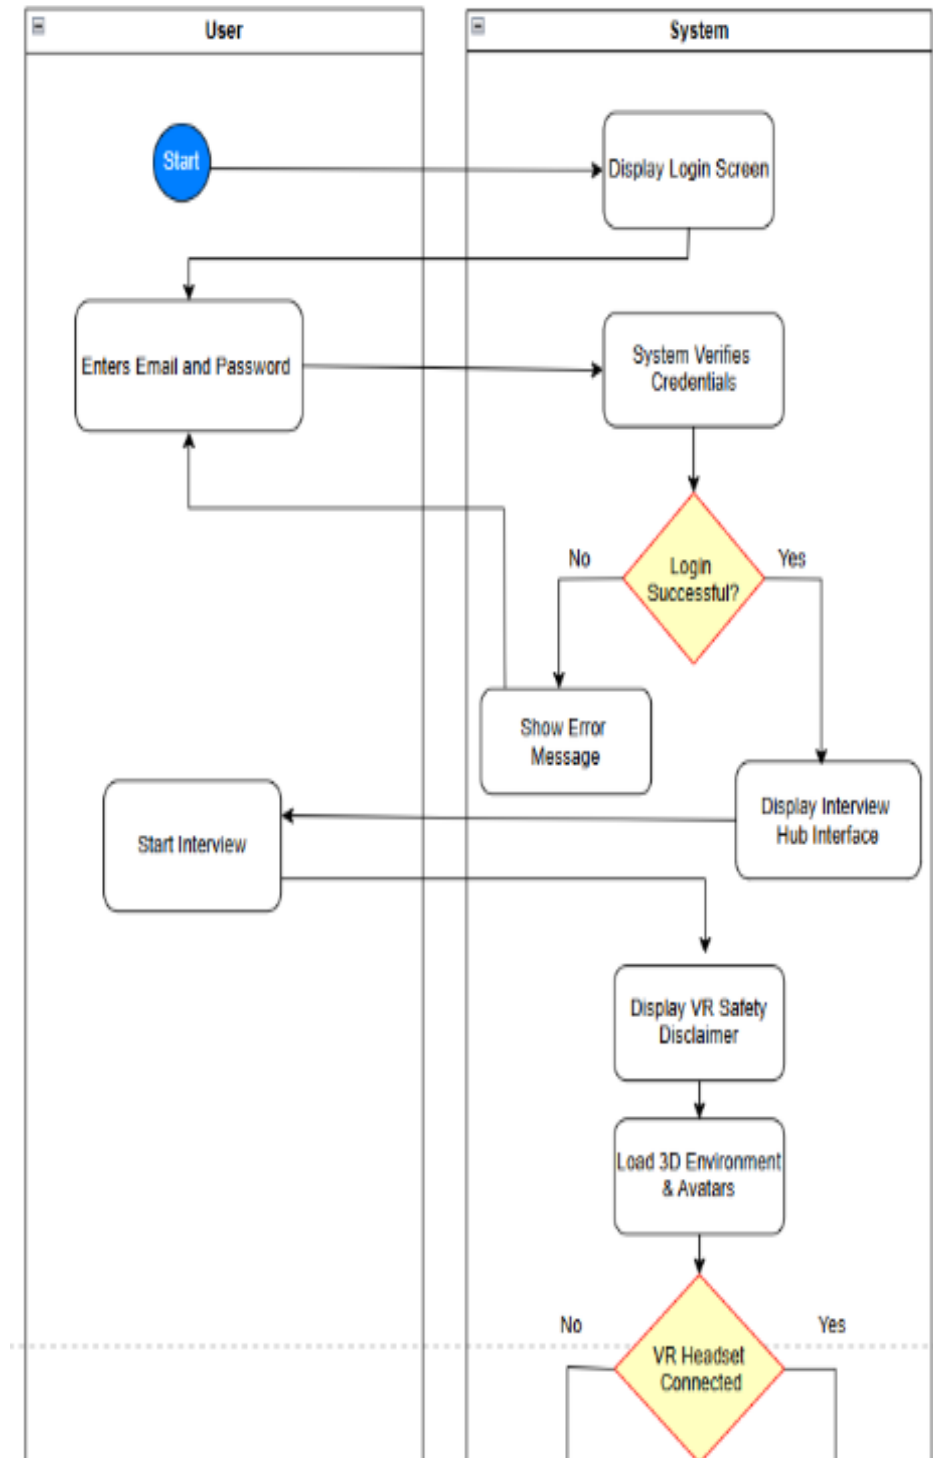 User
System
Start
Display Login Screen
Enters Email and Password
System Verifies
Credentials
No
Yes
Login
Successful?
Show Error
Message
Display Interview
Hub Interface
Start Interview
Display VR Safety
Disclaimer
Load 3D Environment
& Avatars
No
Yes
VR Headset
Connected